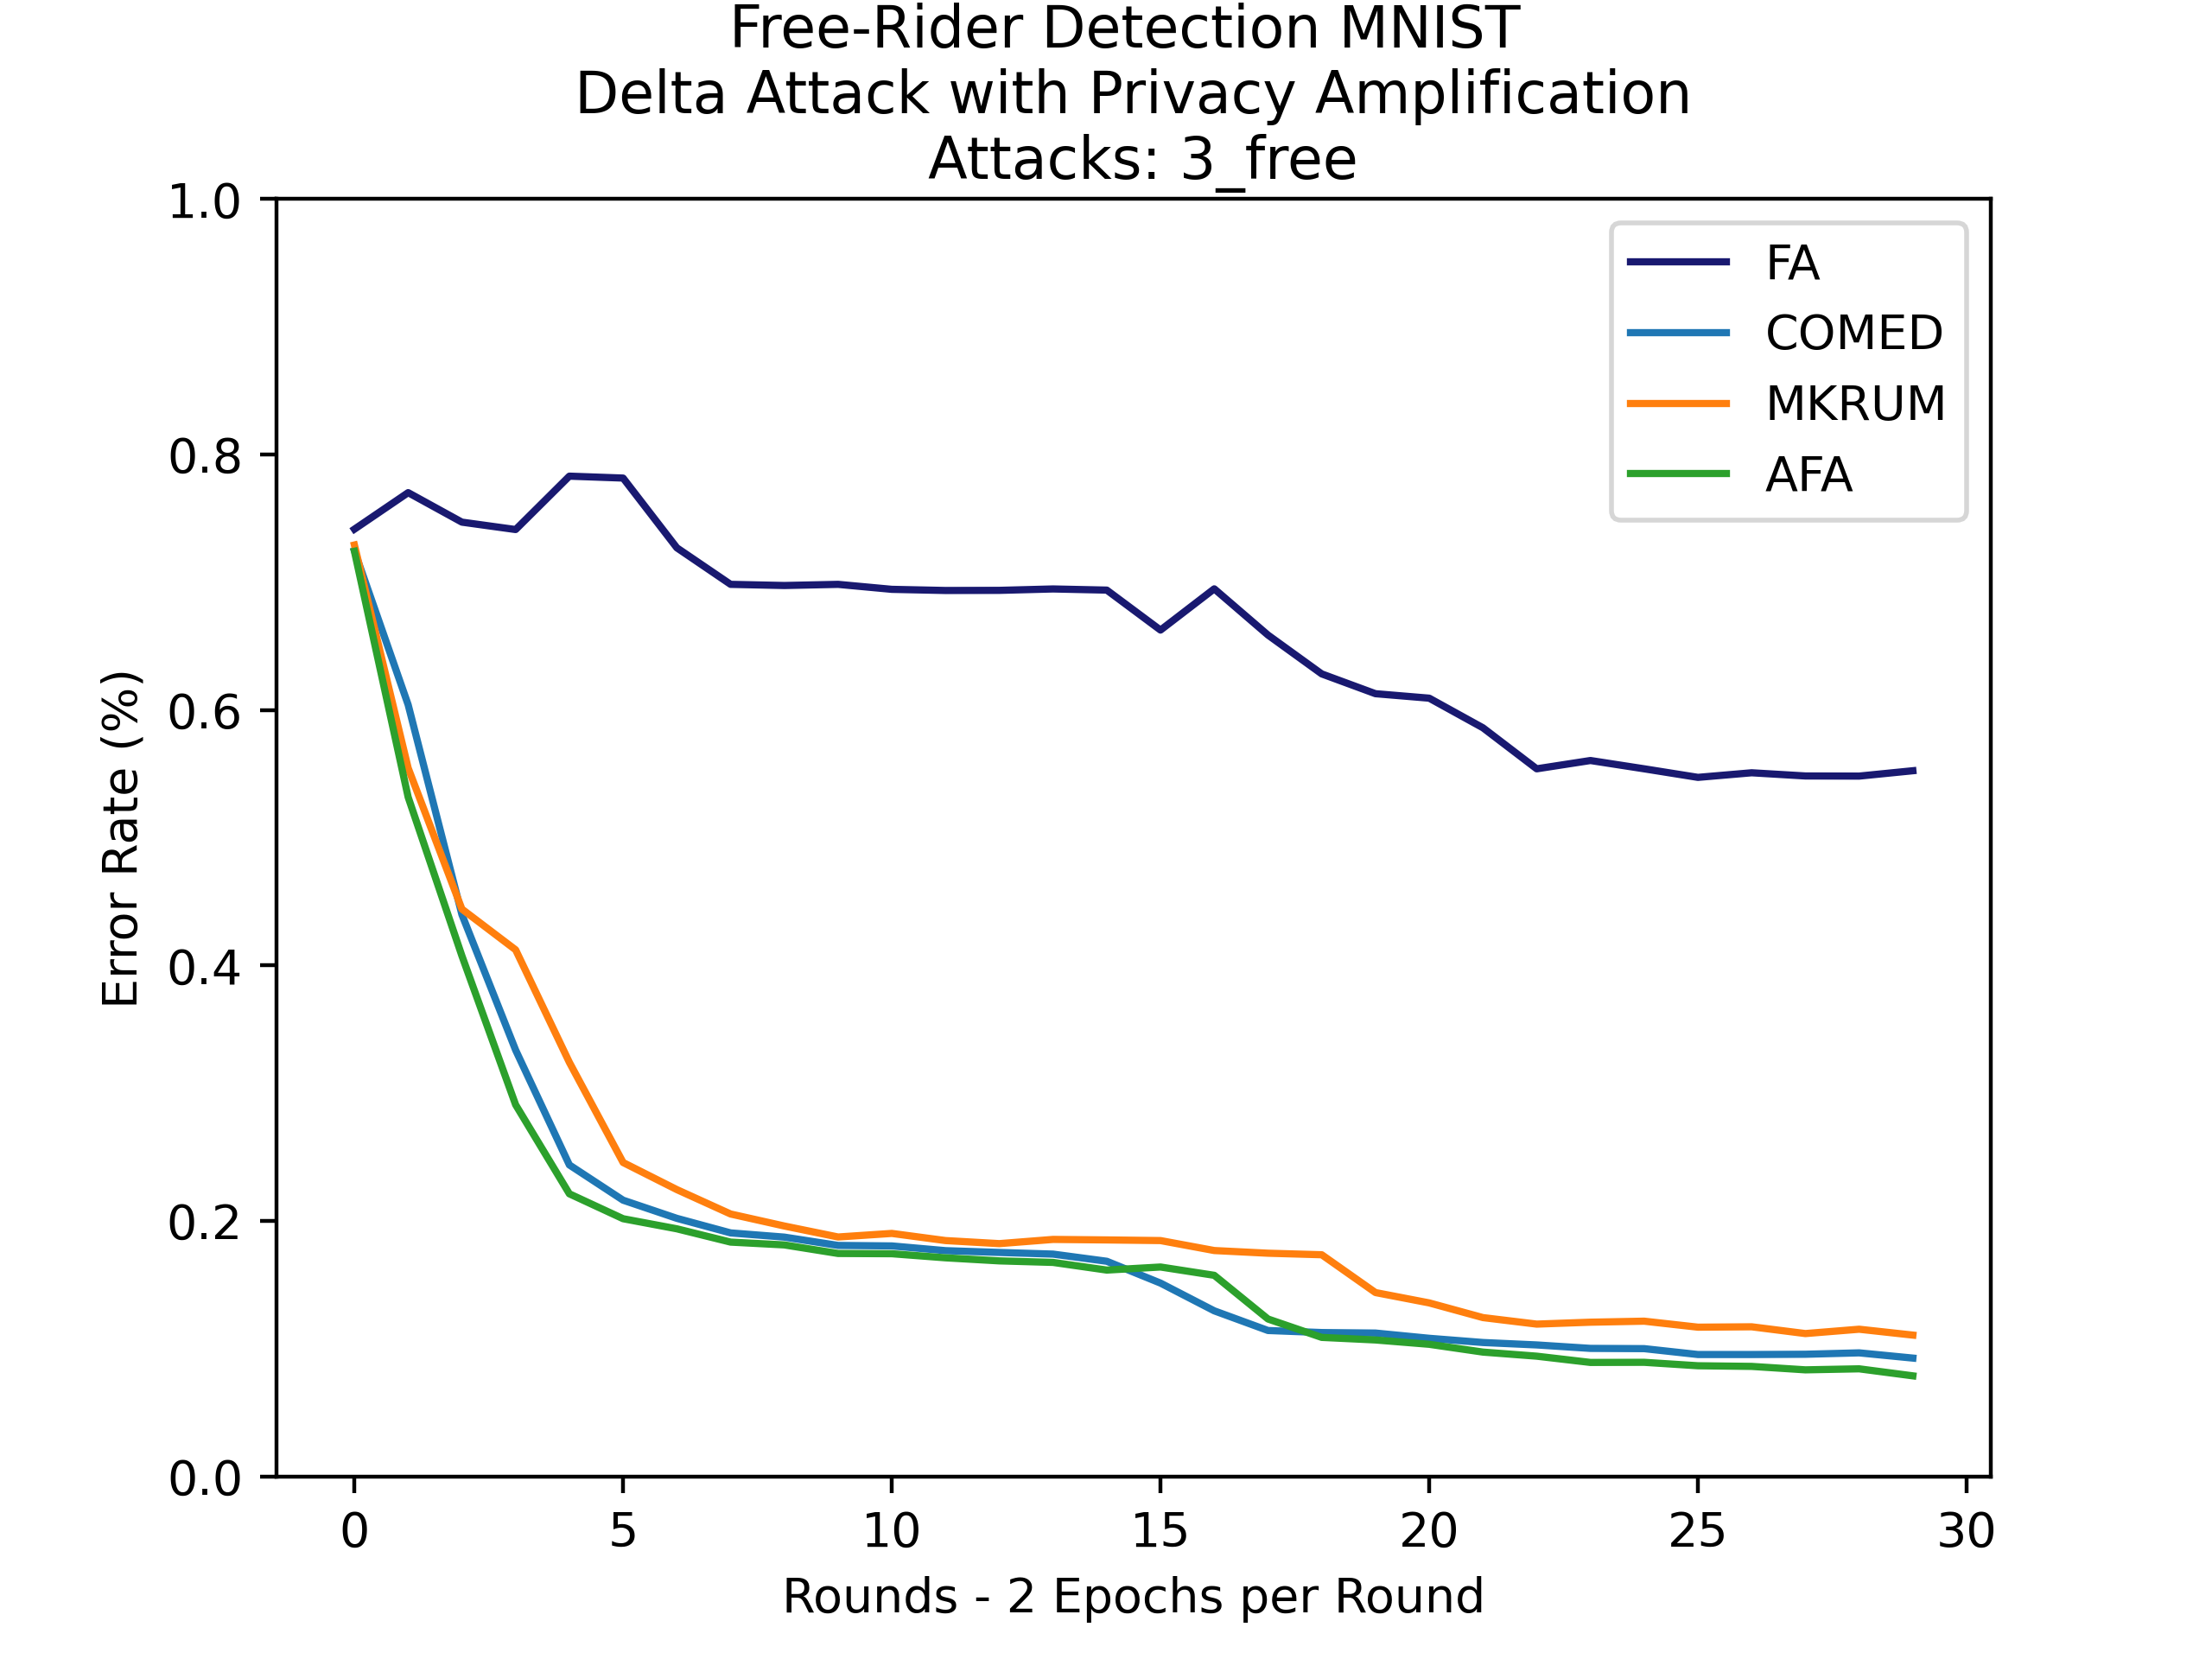 Free-Rider Detection MNIST
Delta Attack with Privacy Amplification
Attacks: 3_free
1.0
0.8
0.6
0.4
0.2
0.0
Error Rate (%)
FA
COMED
MKRUM
AFA
0 5 10 15 20 25 30
Rounds - 2 Epochs per Round